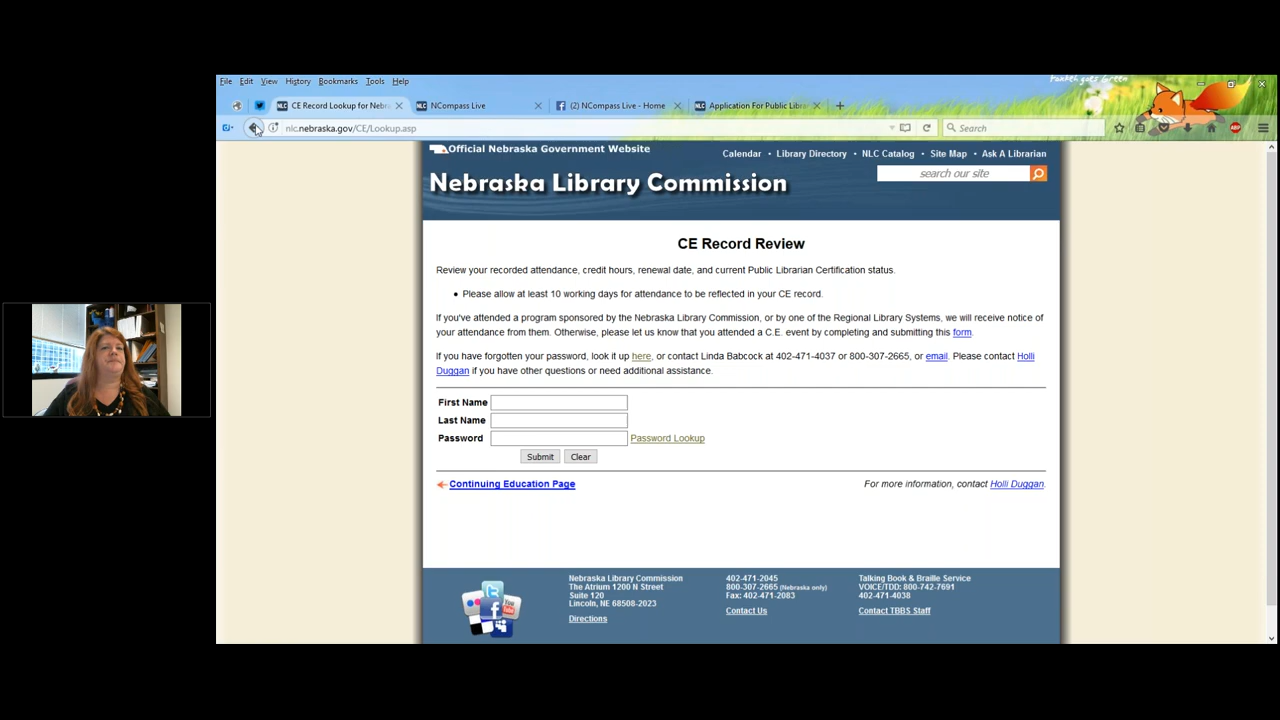 Foxkeh goes Green
File Edit View History Bookmarks Tools Help
CE Record Lookup for Nebr
NCompass Live
(2) NCompass Live - Home
Application For Public Libra
nlc.nebraska.gov/CE/Lookup.asp
Search
ABP
Official Nebraska Government Website
Calendar • Library Directory • NLC Catalog • Site Map • Ask A Librarian
Nebraska Library Commission
search our site
CE Record Review
Review your recorded attendance, credit hours, renewal date, and current Public Librarian Certification status.
• Please allow at least 10 working days for attendance to be reflected in your CE record.
If you've attended a program sponsored by the Nebraska Library Commission, or by one of the Regional Library Systems, we will receive notice of
your attendance from them. Otherwise, please let us know that you attended a C.E. event by completing and submitting this form.
If you have forgotten your password, look it up here, or contact Linda Babcock at 402-471-4037 or 800-307-2665, or email. Please contact Holli
Duggan if you have other questions or need additional assistance.
First Name
Last Name
Password
Password Lookup
Submit Clear
Continuing Education Page
For more information, contact Holli Duggan.
Nebraska Library Commission
The Atrium 1200 N Street
Suite 120
Lincoln, NE 68508-2023
Directions
402-471-2045
800-307-2665 (Nebraska only)
Fax: 402-471-2083
Contact Us
Talking Book & Braille Service
VOICE/TDD: 800-742-7691
402-471-4038
Contact TBBS Staff